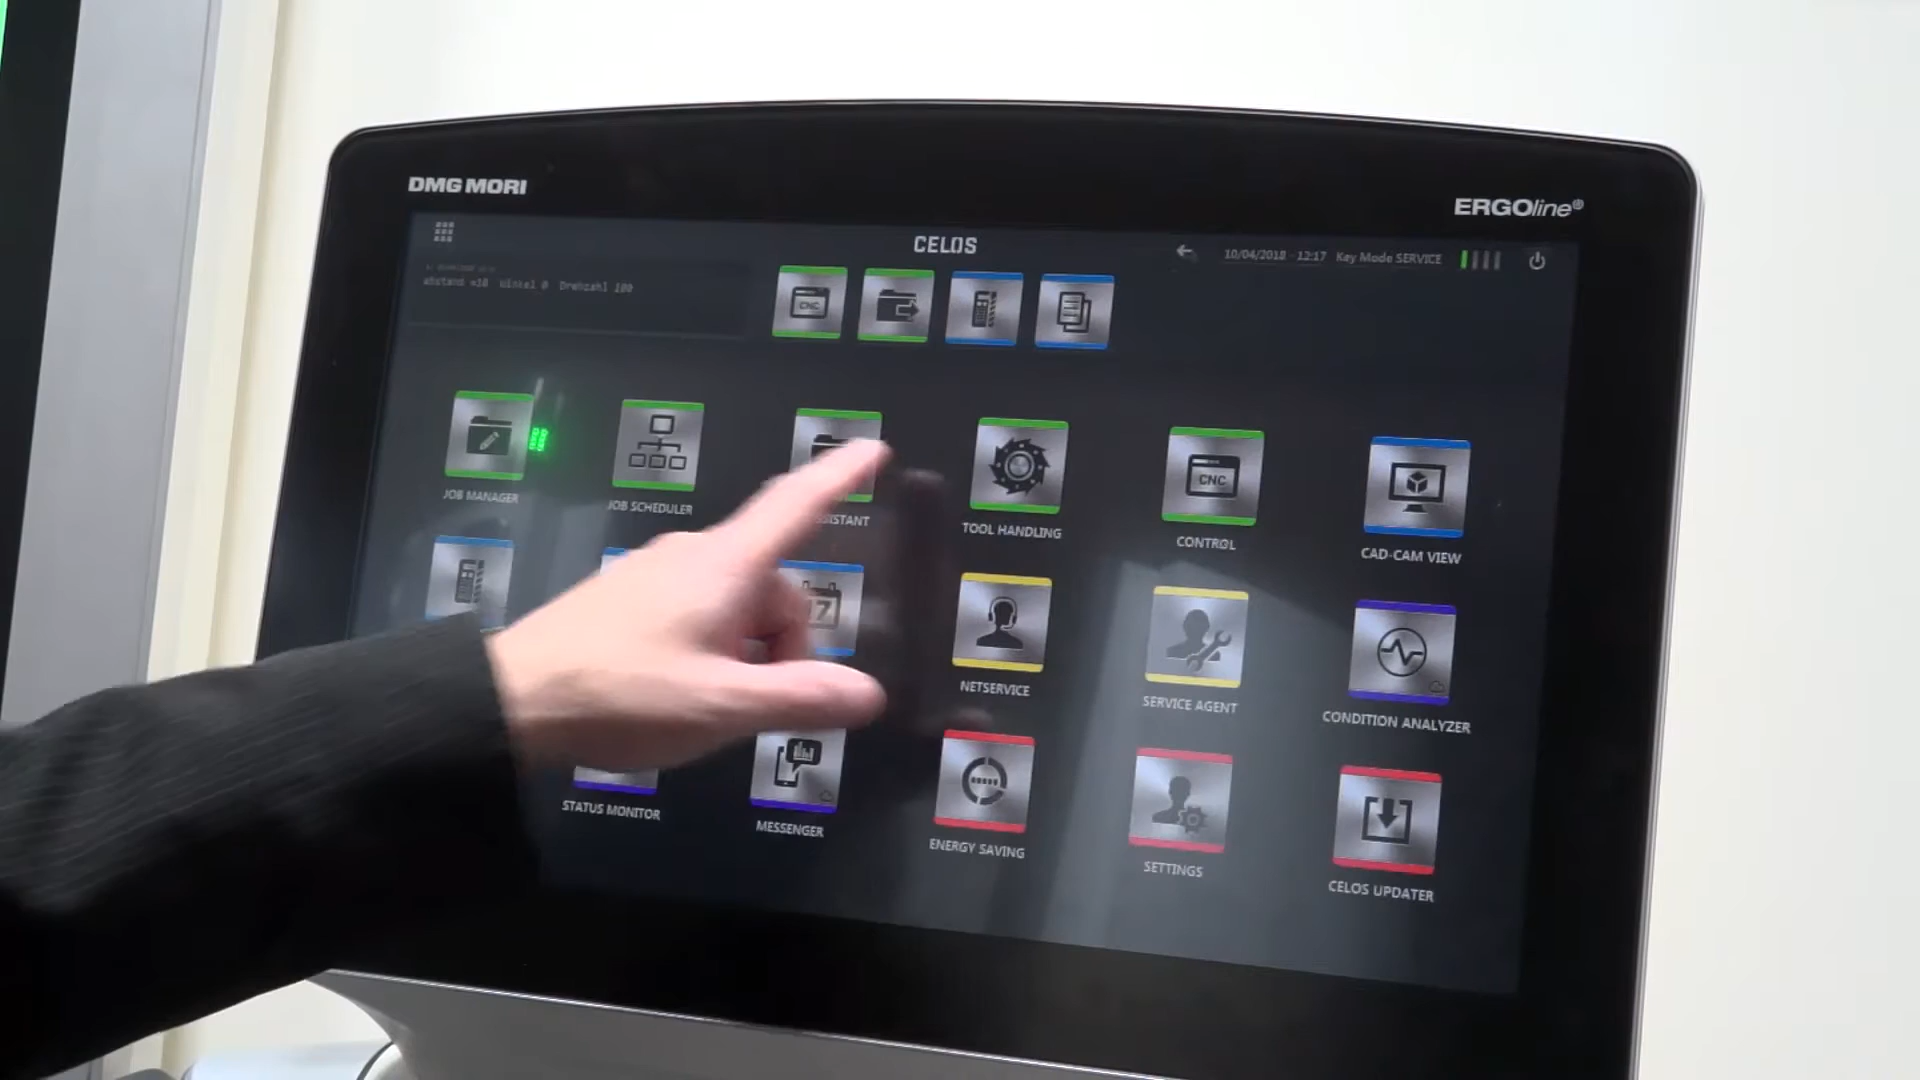 DMG MORI
ERGOline®
CELOS
10/04/2018 - 12:17 Key Mode SERVICE
abstand =10 Winkel 0 Drehzahl 100
CNC
JOB MANAGER
JOB SCHEDULER
TOOL HANDLING
CNC
CONTROL
CAD-CAM VIEW
NETSERVICE
SERVICE AGENT
CONDITION ANALYZER
STATUS MONITOR
MESSENGER
ENERGY SAVING
SETTINGS
CELOS UPDATER